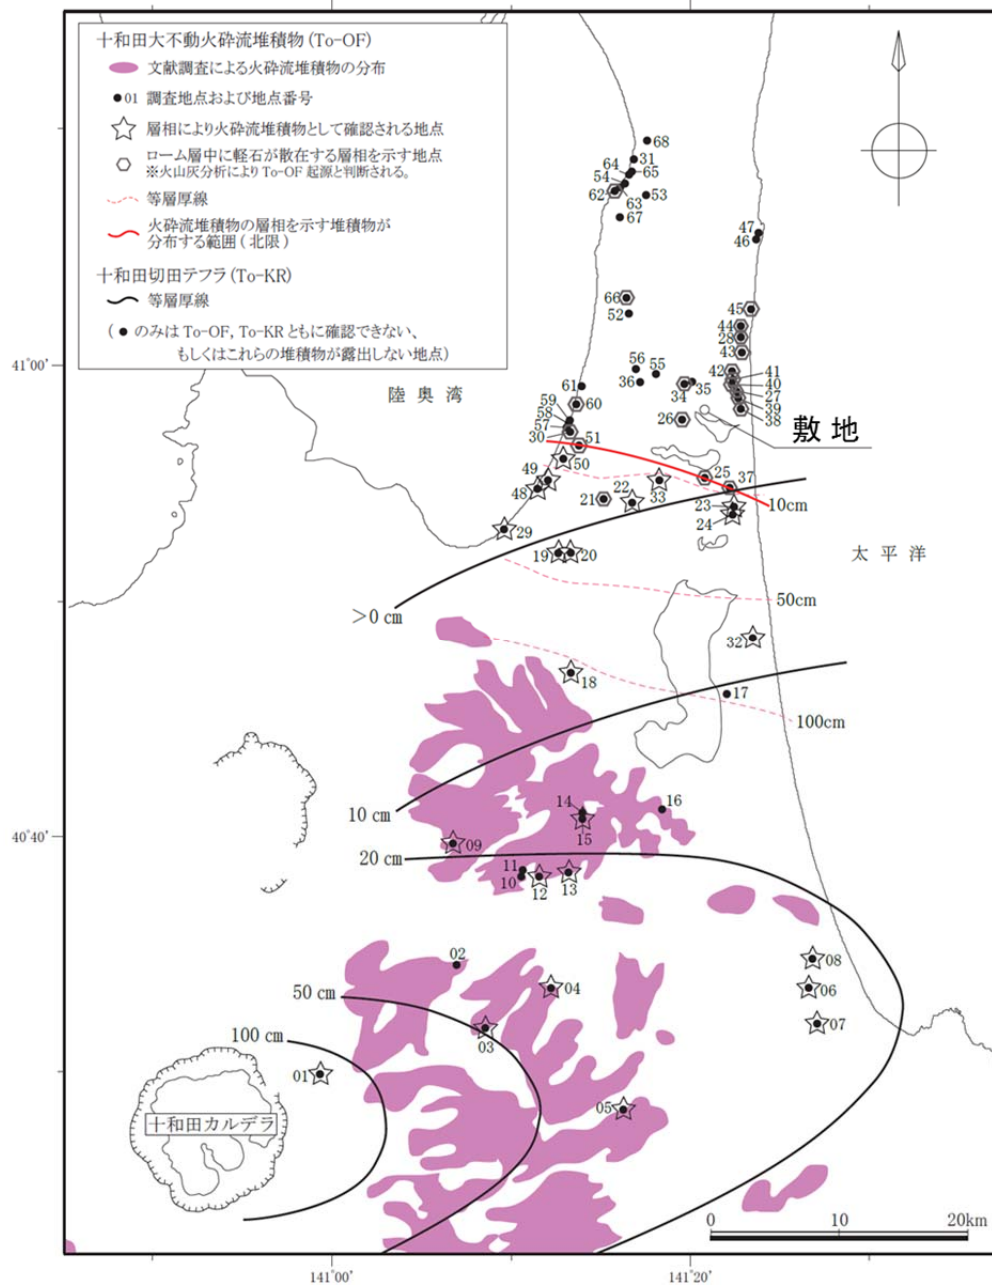 十和田大不動火砕流堆積物(To-OF)
文献調査による火砕流堆積物の分布
01 調査地点および地点番号
層相により火砕流堆積物として確認される地点
ローム層中に軽石が散在する層相を示す地点
※火山灰分析によりTo-OF 起源と判断される。
等層厚線
火砕流堆積物の層相を示す堆積物が
分布する範囲(北限)
十和田切田テフラ(To-KR)
等層厚線
(●のみは To-OF, To-KR ともに確認できない、
もしくはこれらの堆積物が露出しない地点)
68
31
64
65
54
62
63
53
67
47
46
66
52
45
44
28
43
41°00′
陸奥湾
56
55
36
34
35
42
41
40
27
39
38
61
60
59
58
57
30
51
26
敷地
50
49
48
25
37
10cm
21
22
33
23
24
29
19
20
太平洋
50cm
>0 cm
32
18
17
100cm
10 cm
14
15
16
40°40′
09
20 cm
11
10
12
13
02
04
08
06
07
50 cm
03
100 cm
01
05
十和田カルデラ
0 10 20km
141°00′
141°20′